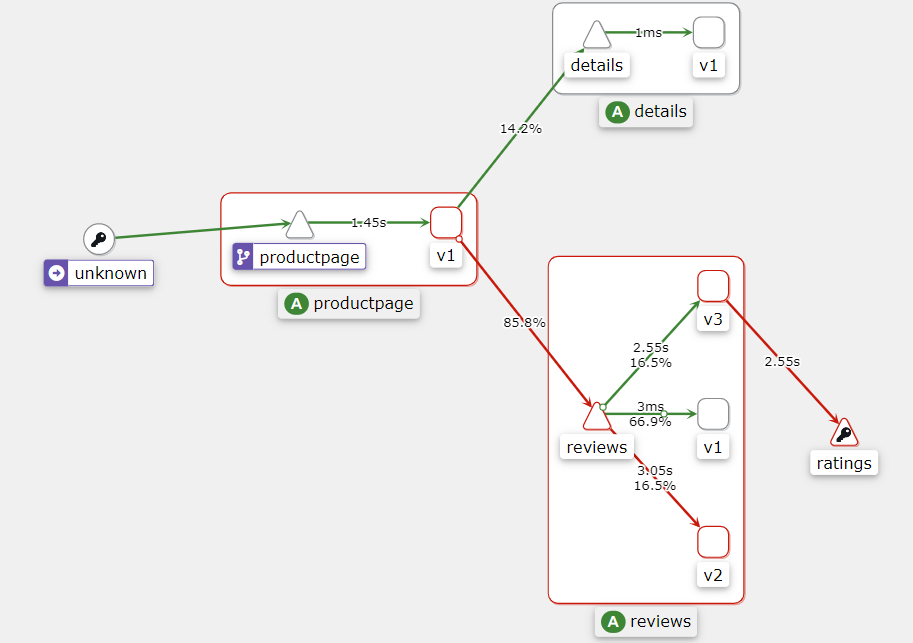 1ms
details
v1
A details
14.2%
1.45s
productpage
v1
unknown
A productpage
85.8%
v3
2.55s
16.5%
2.55s
3ms
66.9%
reviews
v1
ratings
3.05s
16.5%
v2
A reviews